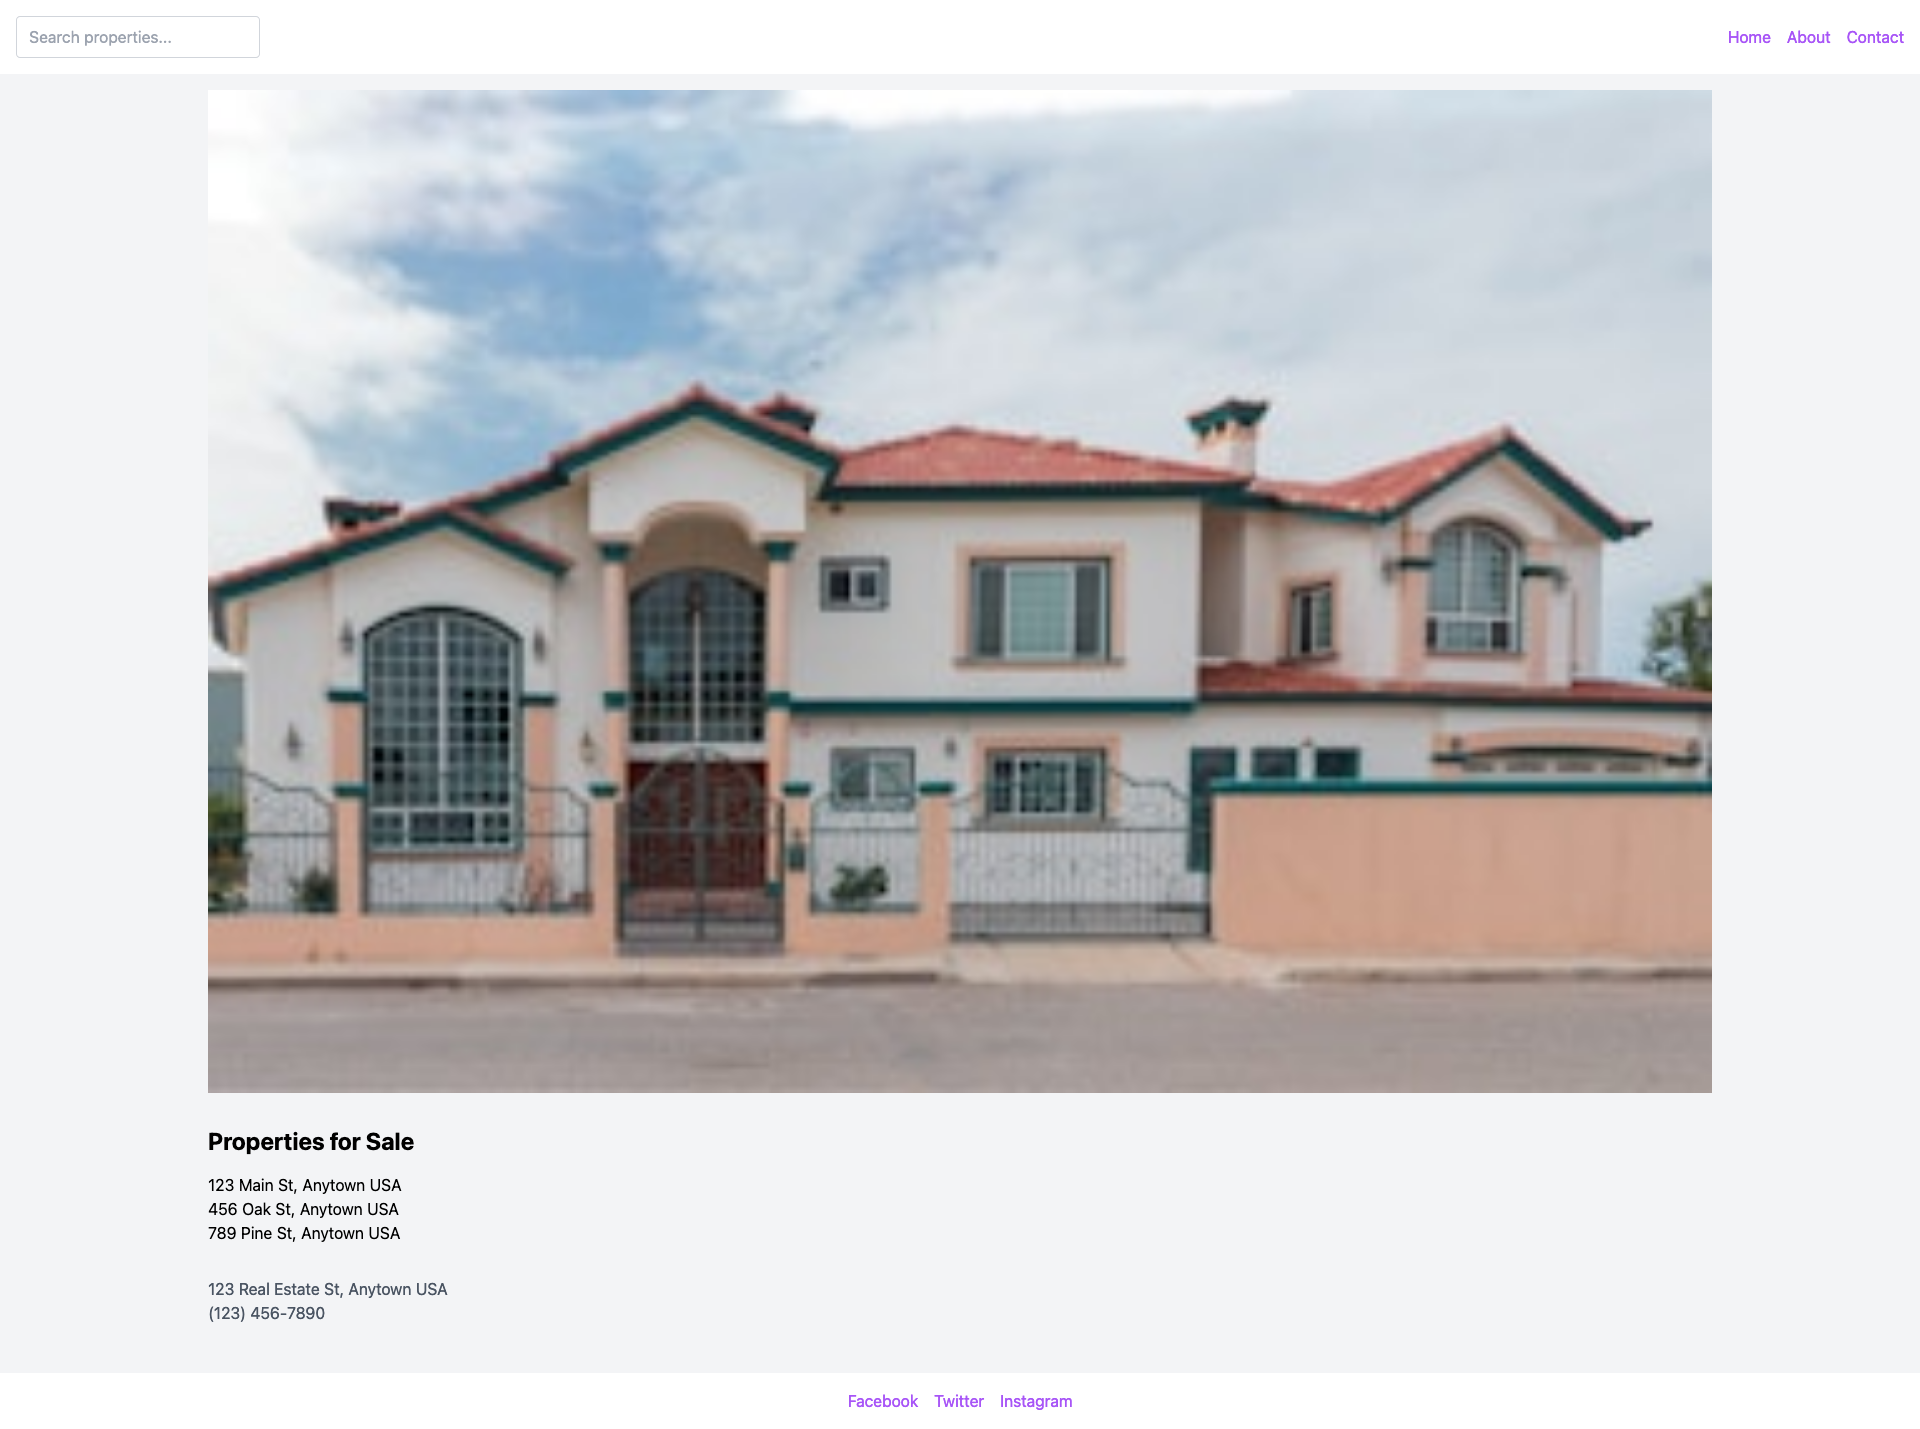 Search properties...
Home About Contact
Properties for Sale
123 Main St, Anytown USA
456 Oak St, Anytown USA
789 Pine St, Anytown USA
123 Real Estate St, Anytown USA
(123) 456-7890
Facebook Twitter Instagram